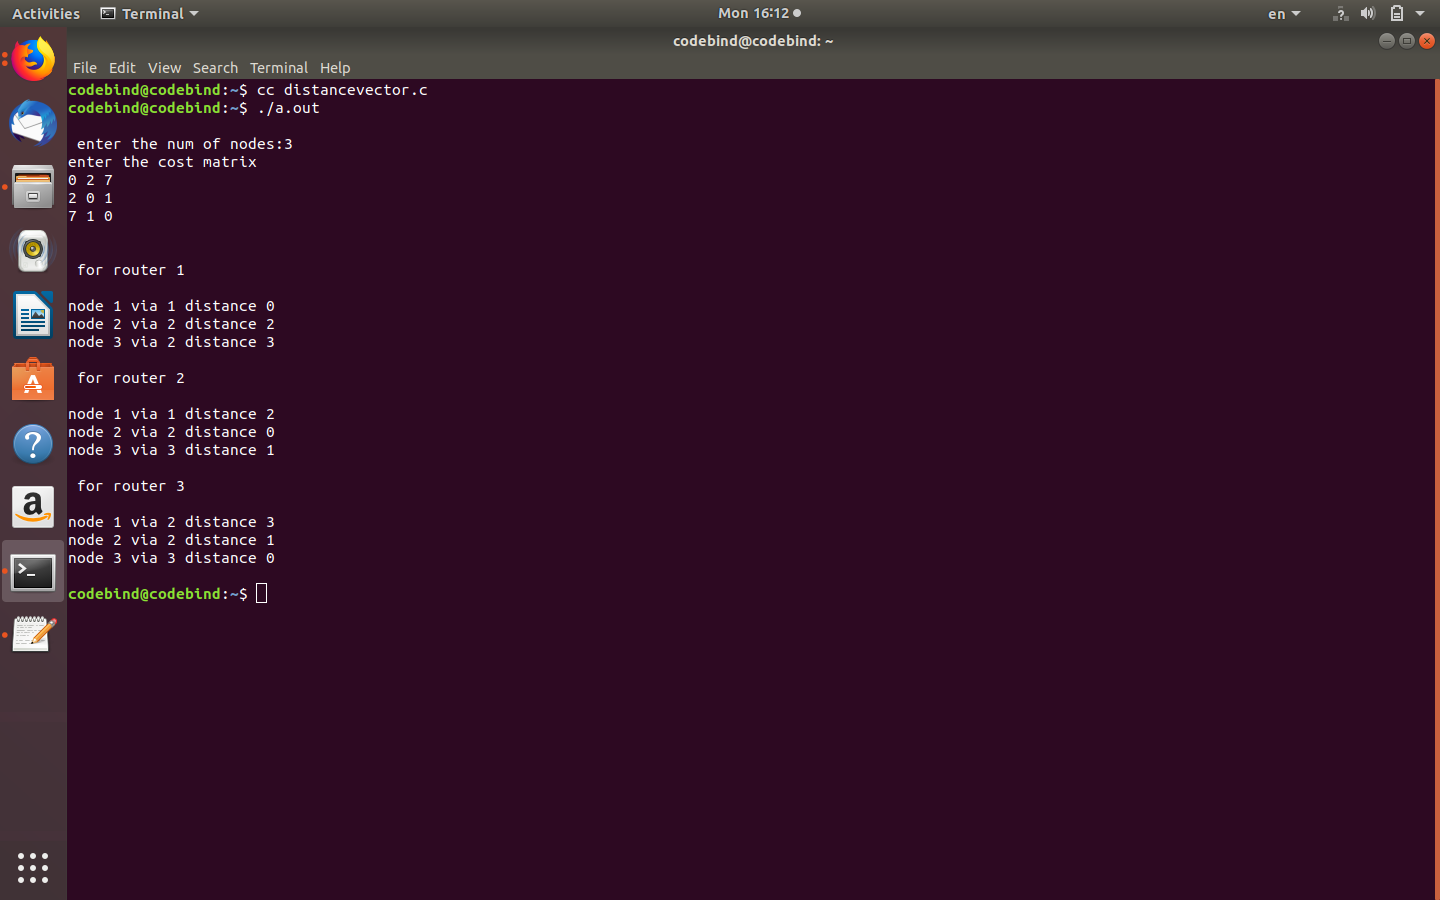 Activities Terminal Mon 16:12 en
codebind@codebind: ~
File Edit View Search Terminal Help
codebind@codebind:~$ cc distancevector.c
codebind@codebind:~$ ./a.out
enter the num of nodes:3
enter the cost matrix
0 2 7
2 0 1
7 1 0
for router 1
node 1 via 1 distance 0
node 2 via 2 distance 2
node 3 via 2 distance 3
for router 2
node 1 via 1 distance 2
node 2 via 2 distance 0
node 3 via 3 distance 1
for router 3
node 1 via 2 distance 3
node 2 via 2 distance 1
node 3 via 3 distance 0
codebind@codebind:~$